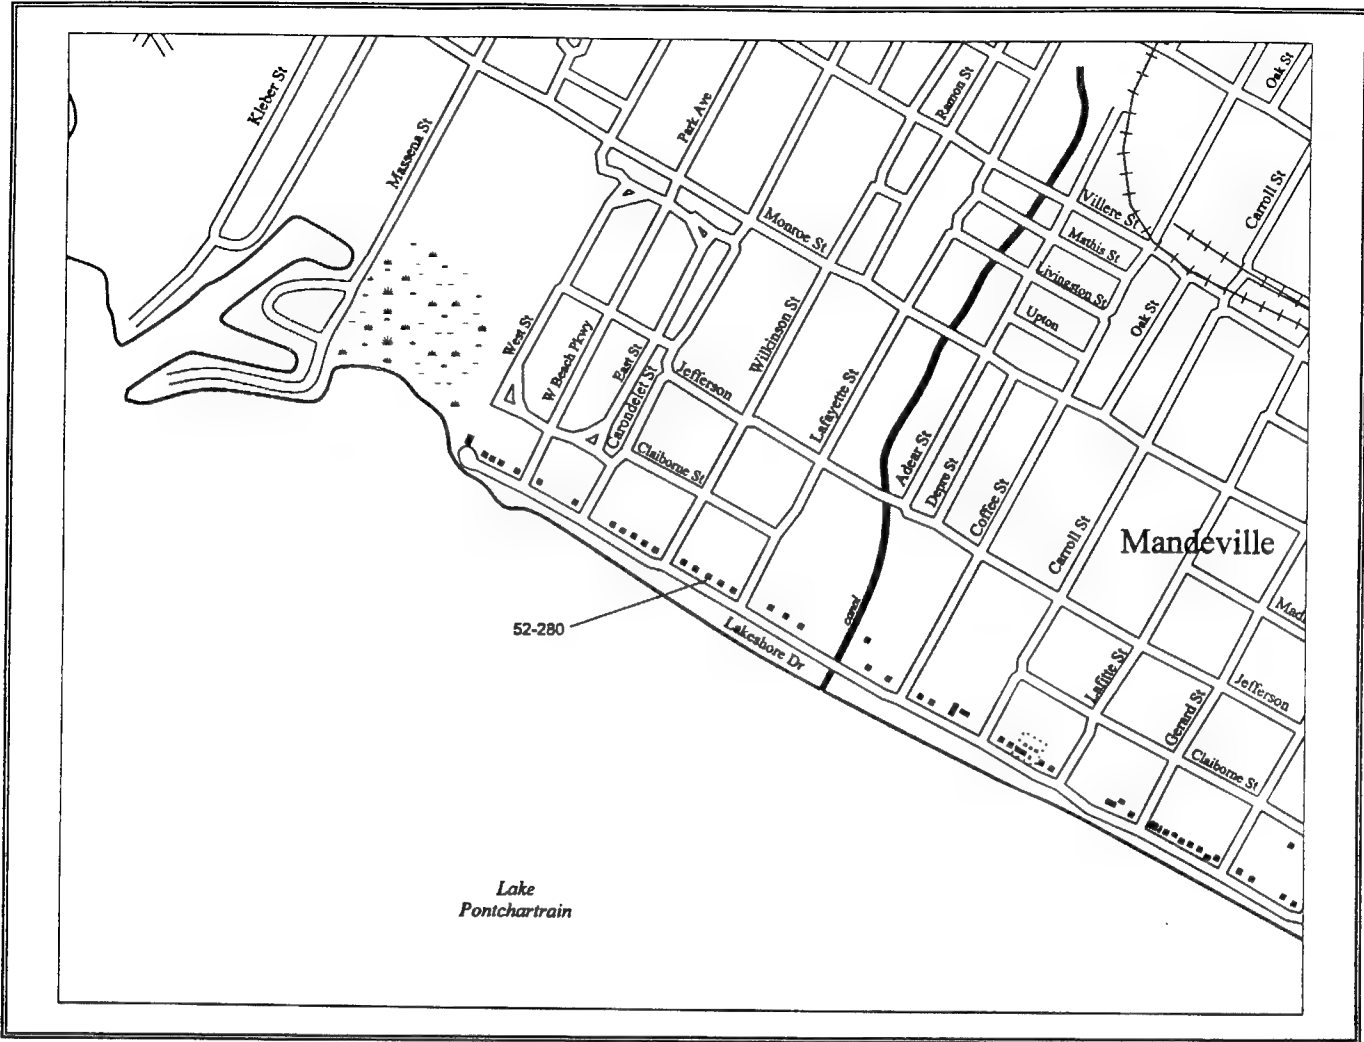 Kleber St
Massena St
Park Ave
Ramon St
Oak St
Carroll St
Villere St
Mathis St
Livingston St
Upton
Oak St
Monroe St
West St
W Beach Pkwy
East St
Carondelet St
Jefferson
Wilkinson St
Lafayette St
Claiborne St
Adear St
Depre St
Coffee St
Carroll St
Mandeville
Madi
canal
52-280
Lakeshore Dr
Lafitte St
Gerard St
Jefferson
Claiborne St
Lake
Pontchartrain